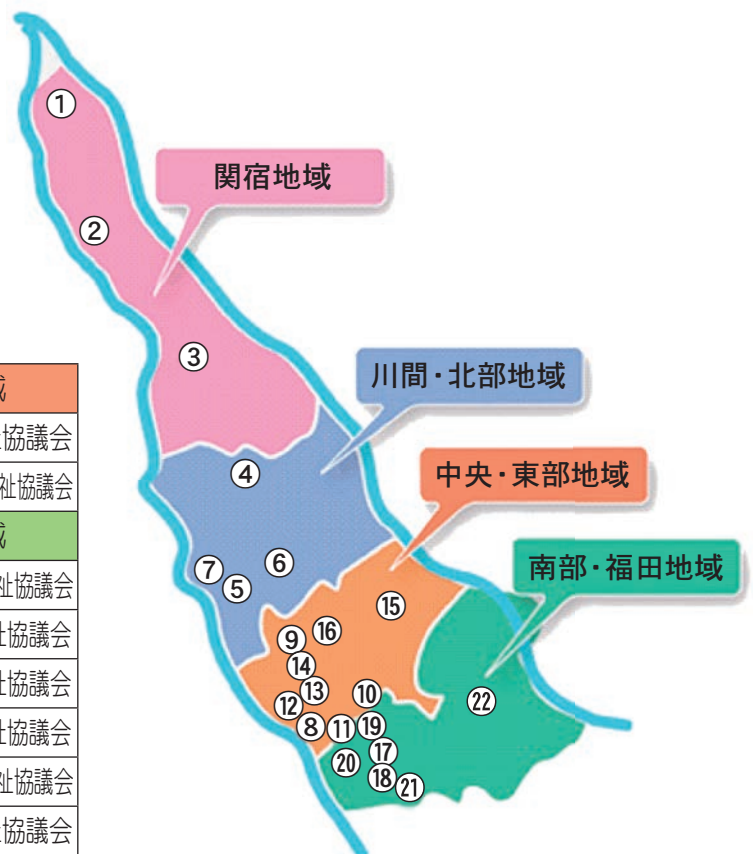 ①
関宿地域
②
③
川間・北部地域
④
中央・東部地域
⑥
⑦
⑤
南部・福田地域
⑮
⑯
⑨
⑭
⑬
⑩
⑫
㉒
⑧
⑪
⑲
⑰
⑳
⑱
㉑
域
協議会
祉協議会
域
祉協議会
協議会
協議会
協議会
祉協議会
協議会